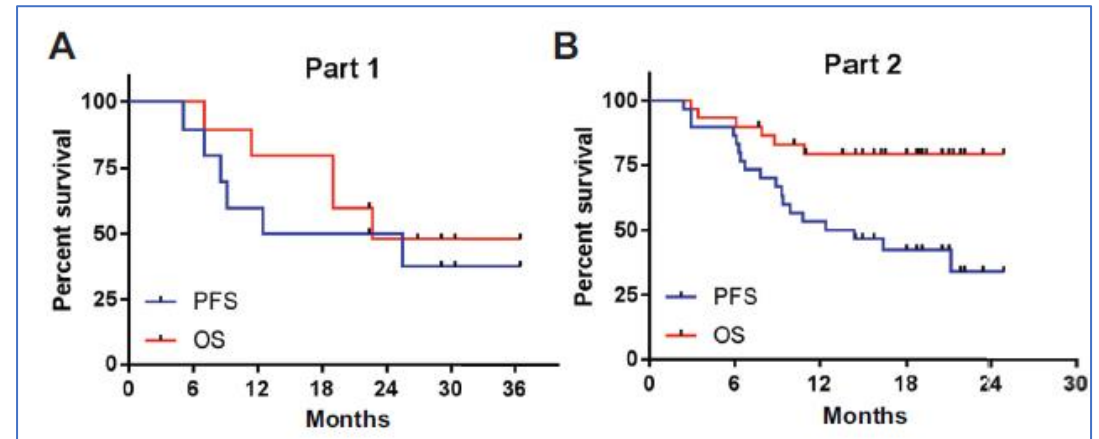 A
Part 1
Percent survival
100
75
50
25
0
PFS
OS
0 6 12 18 24 30 36
Months
B
Part 2
Percent survival
100
75
50
25
0
PFS
OS
0 6 12 18 24 30
Months